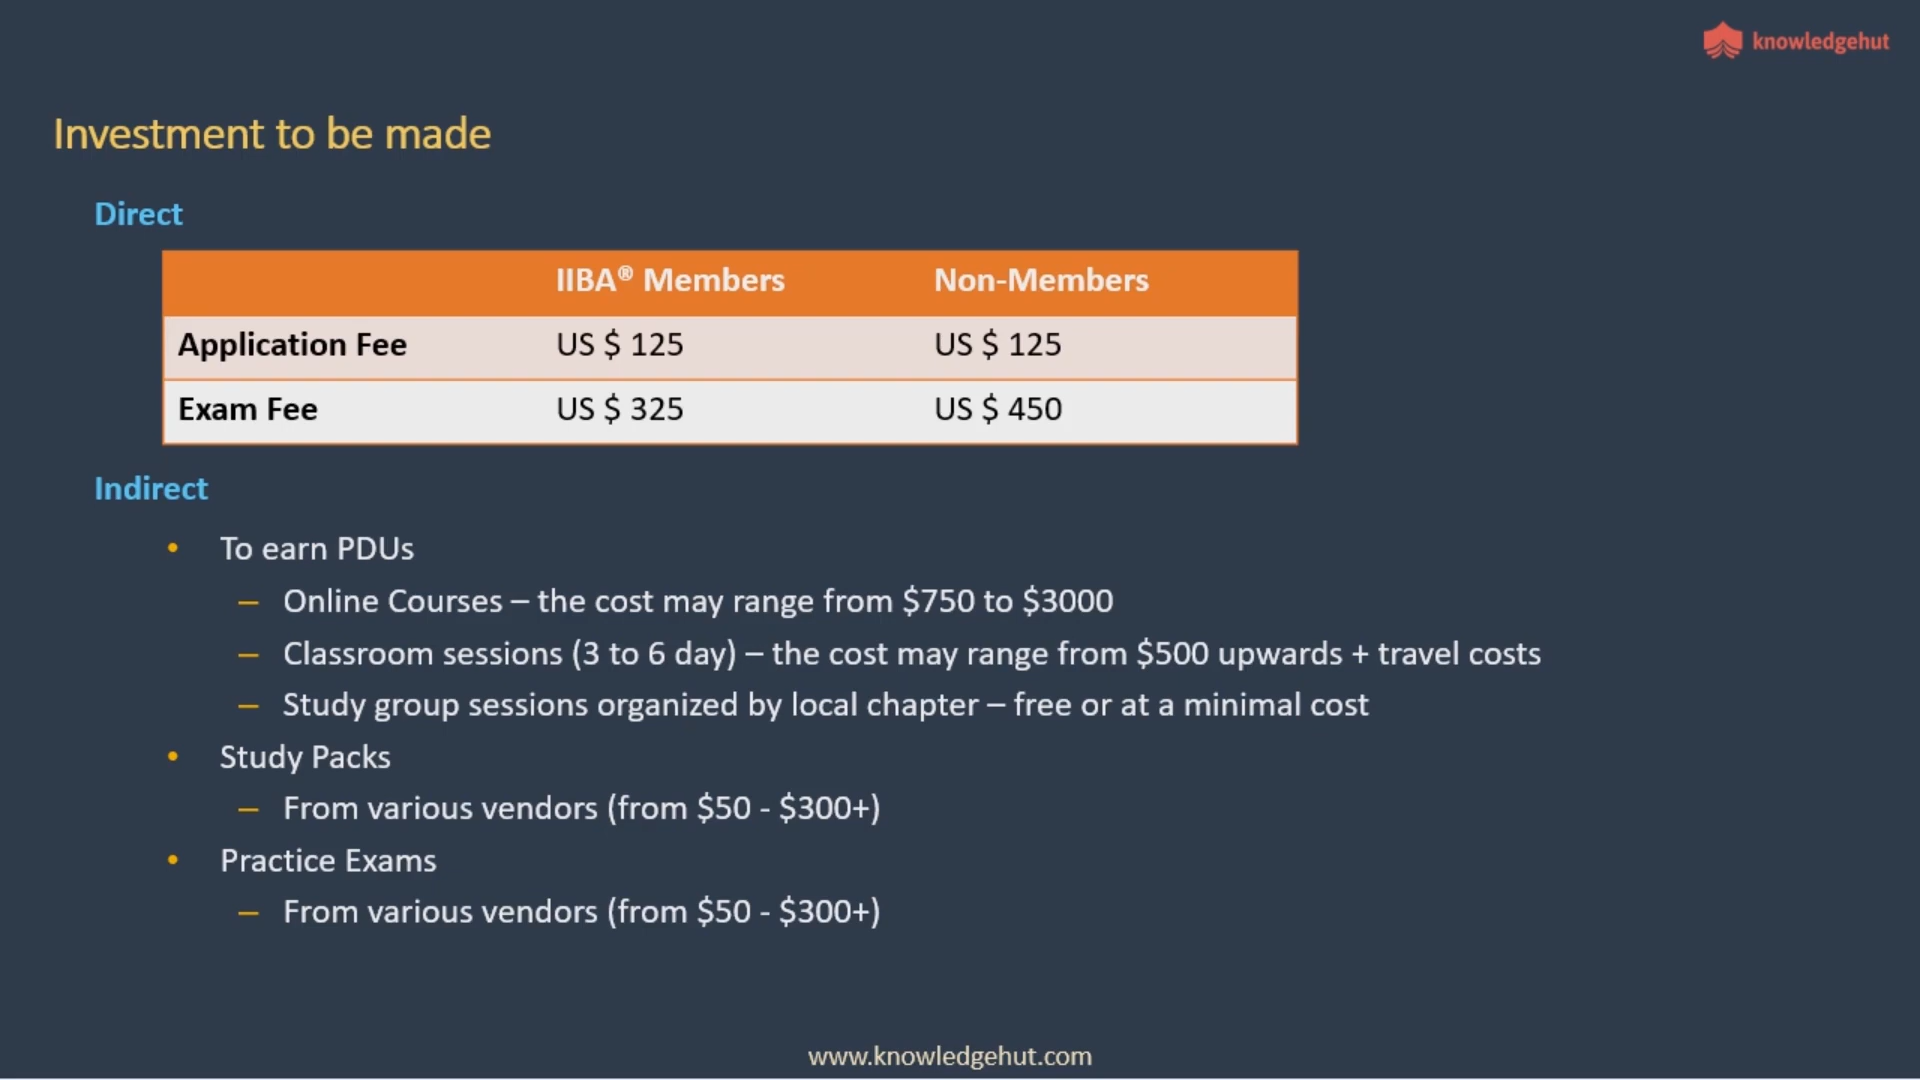 knowledgehut
Investment to be made
Direct
IIBA® Members Non-Members
Application Fee US $ 125 US $ 125
Exam Fee US $ 325 US $ 450
Indirect
• To earn PDUs
– Online Courses – the cost may range from $750 to $3000
– Classroom sessions (3 to 6 day) – the cost may range from $500 upwards + travel costs
– Study group sessions organized by local chapter – free or at a minimal cost
• Study Packs
– From various vendors (from $50 - $300+)
• Practice Exams
– From various vendors (from $50 - $300+)
www.knowledgehut.com